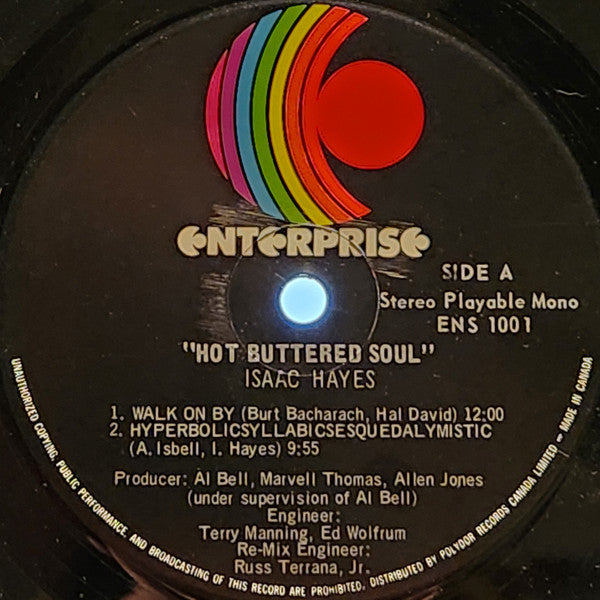 ENTERPRISE
SIDE A
Stereo Playable Mono
ENS 1001
"HOT BUTTERED SOUL"
ISAAC HAYES
1. WALK ON BY (Burt Bacharach, Hal David) 12:00
2. HYPERBOLICSYLLABICSESQUEDALYMISTIC
(A. Isbell, I. Hayes) 9:55
Producer: Al Bell, Marvell Thomas, Allen Jones
(under supervision of Al Bell)
Engineer:
Terry Manning, Ed Wolfrum
Re-Mix Engineer:
Russ Terrana, Jr.
UNAUTHORIZED COPYING, PUBLIC PERFORMANCE, AND BROADCASTING OF THIS RECORD ARE PROHIBITED. DISTRIBUTED BY POLYDOR RECORDS CANADA LIMITED – MADE IN CANADA